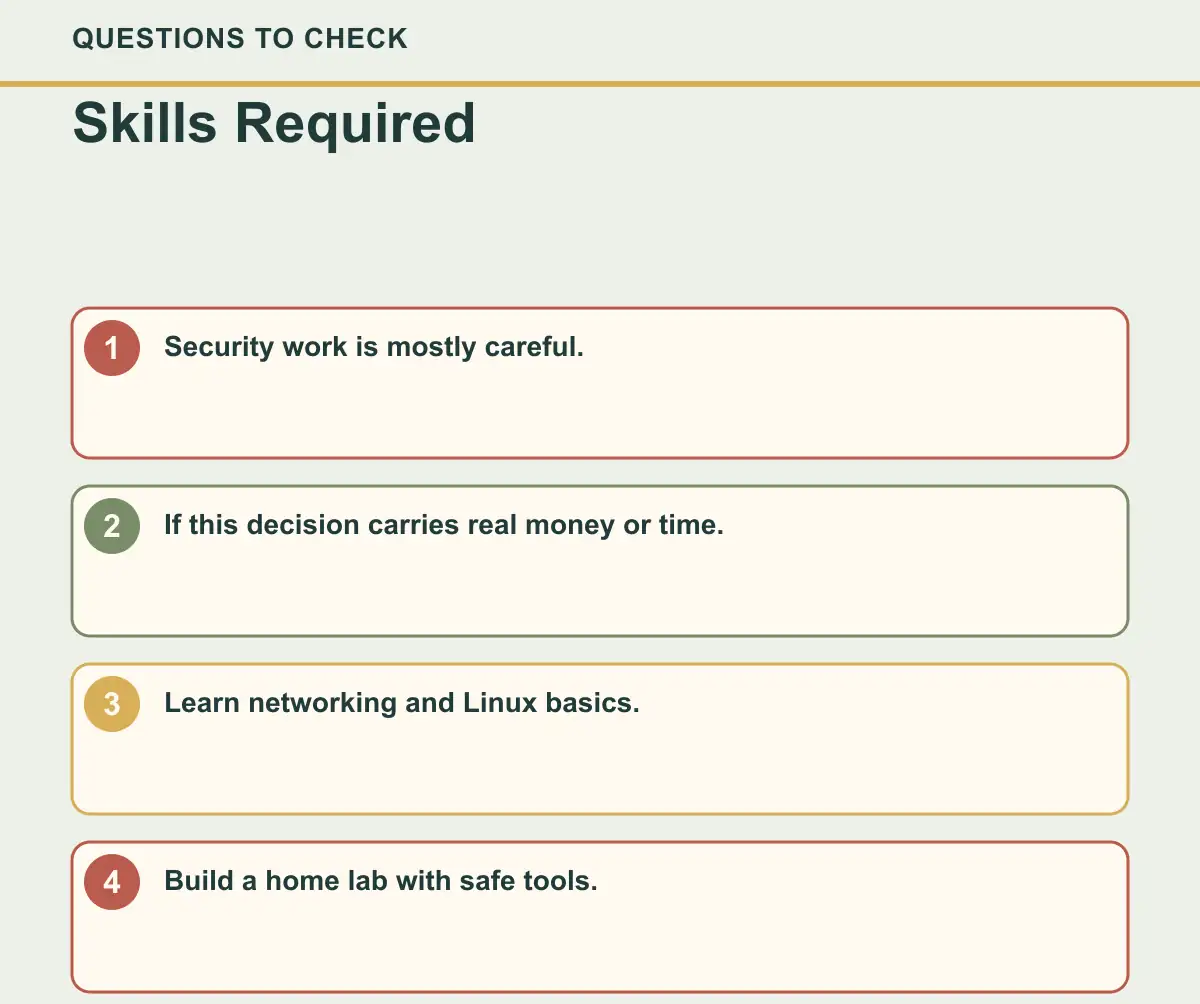 QUESTIONS TO CHECK
Skills Required
1
Security work is mostly careful.
2
If this decision carries real money or time.
3
Learn networking and Linux basics.
4
Build a home lab with safe tools.